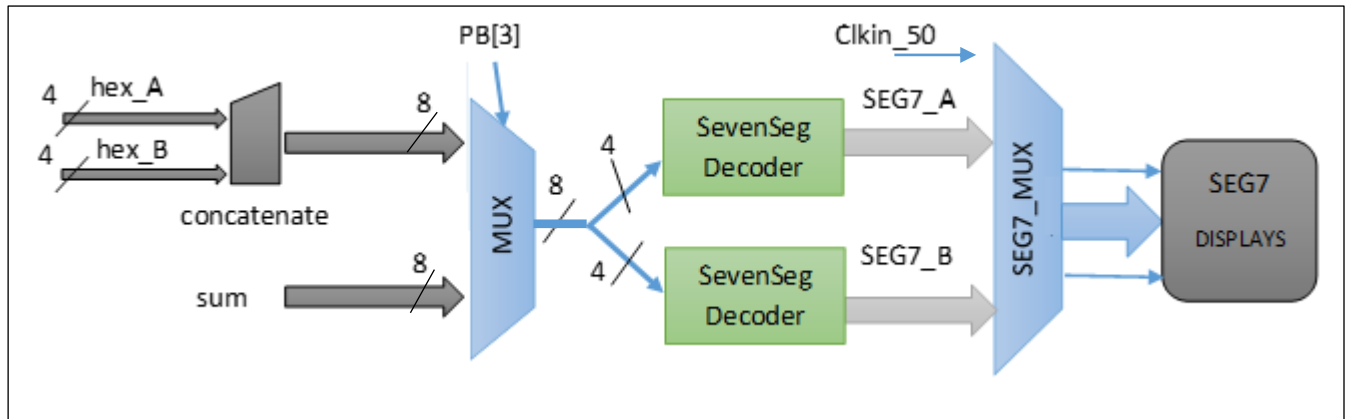 PB[3]
Clkin_50
4
hex_A
4
hex_B
concatenate
8
sum
8
MUX
8
4
4
SevenSeg
Decoder
SevenSeg
Decoder
SEG7_A
SEG7_B
SEG7_MUX
SEG7
DISPLAYS